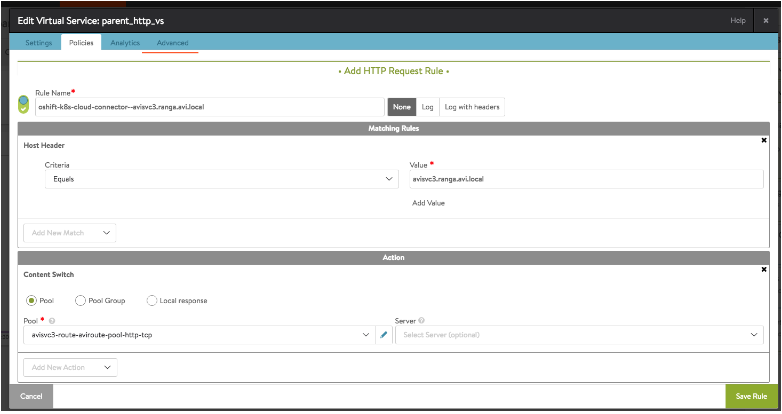 Edit Virtual Service: parent_http_vs Help ×
Settings Policies Analytics Advanced
• Add HTTP Request Rule •
Rule Name*
oshift-k8s-cloud-connector--avisvc3.ranga.avi.local None Log Log with headers
Matching Rules
Host Header
Criteria Value *
Equals avisvc3.ranga.avi.local
Add Value
Add New Match
Action
Content Switch
Pool Pool Group Local response
Pool * Server
avisvc3-route-aviroute-pool-http-tcp Select Server (optional)
Add New Action
Cancel Save Rule